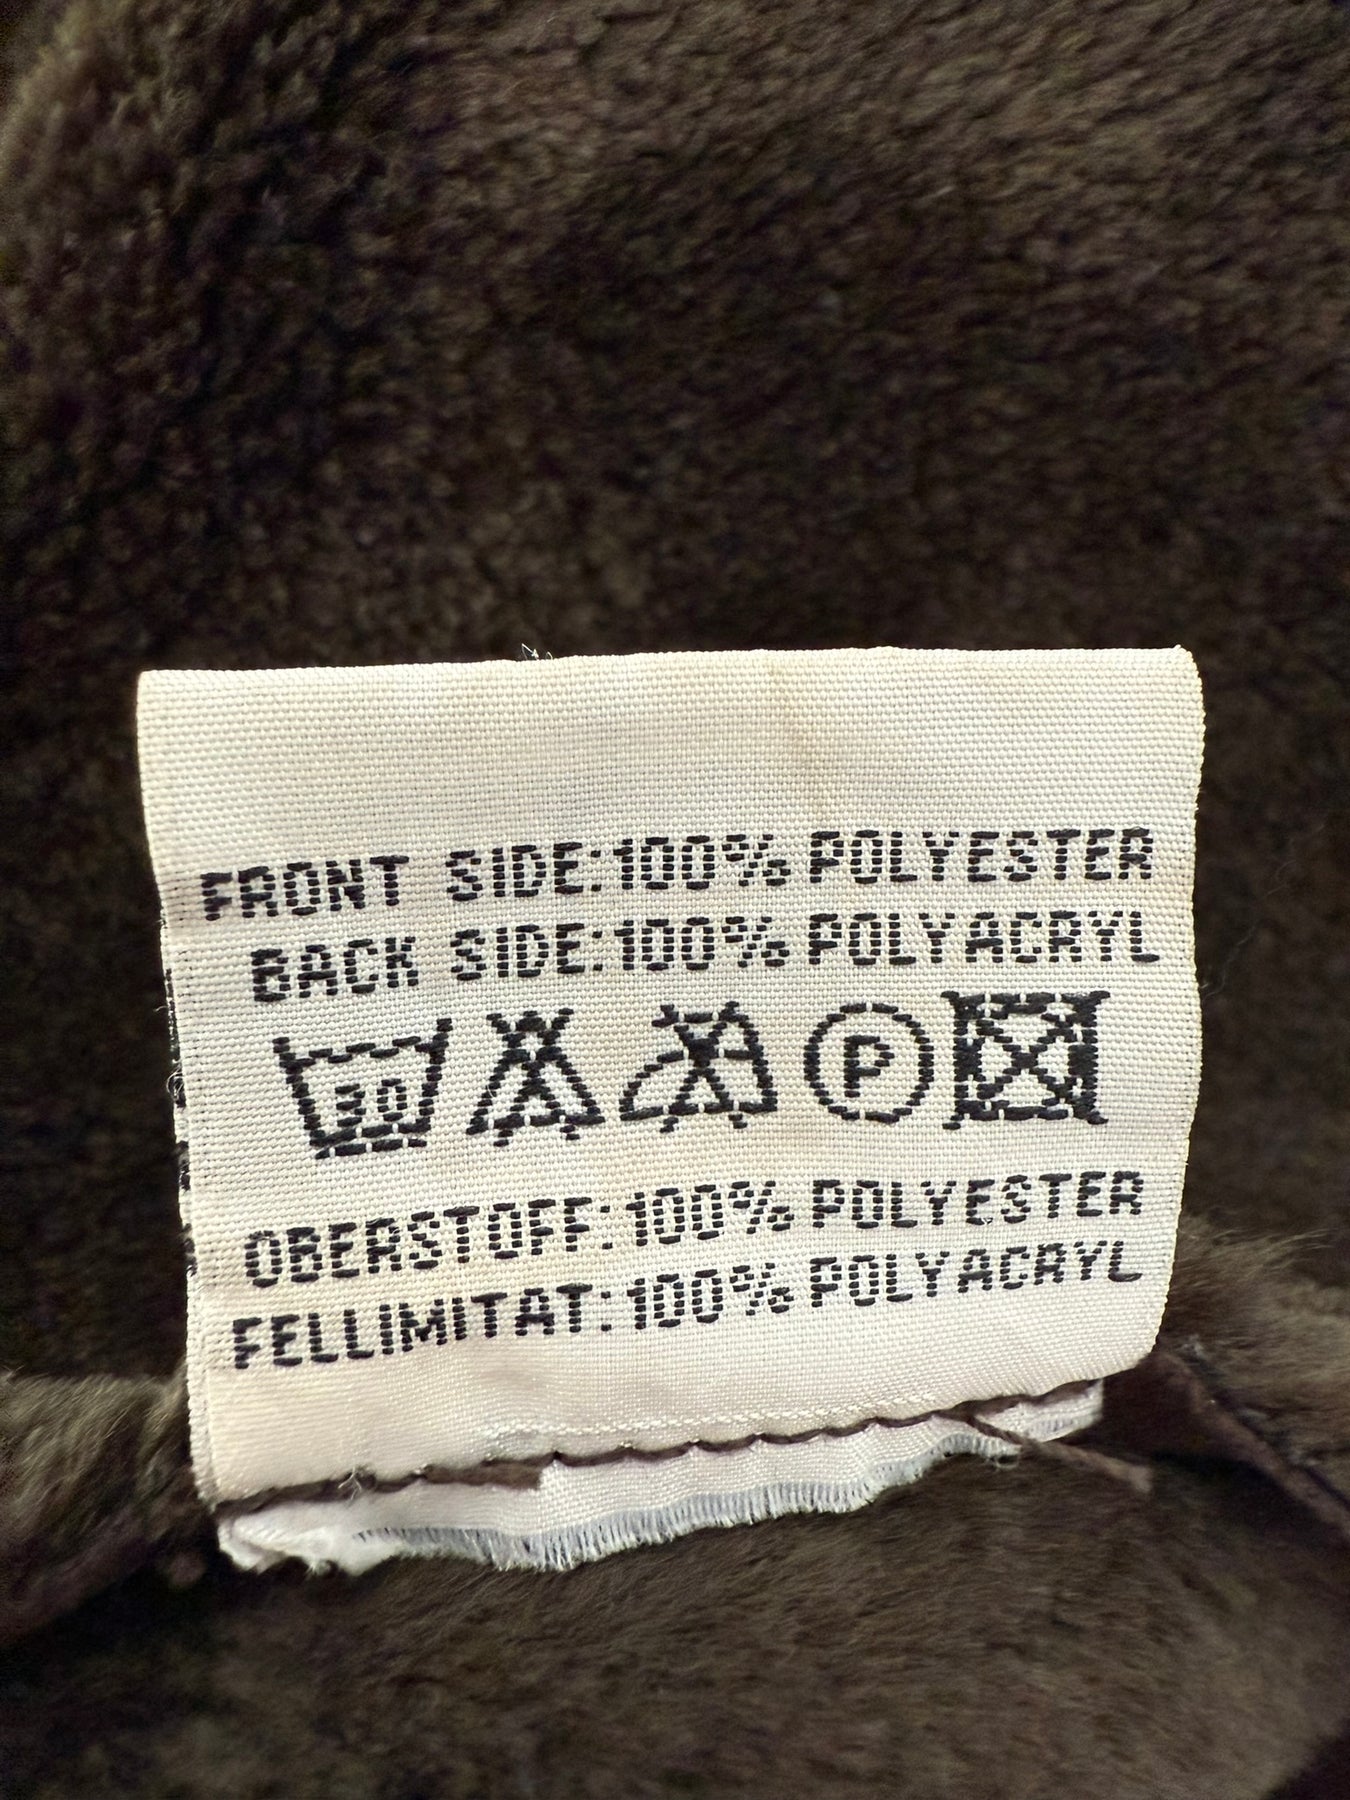 FRONT SIDE:100% POLYESTER
BACK SIDE:100% POLYACRYL
30 P
OBERSTOFF:100% POLYESTER
FELLIMITAT:100% POLYACRYL